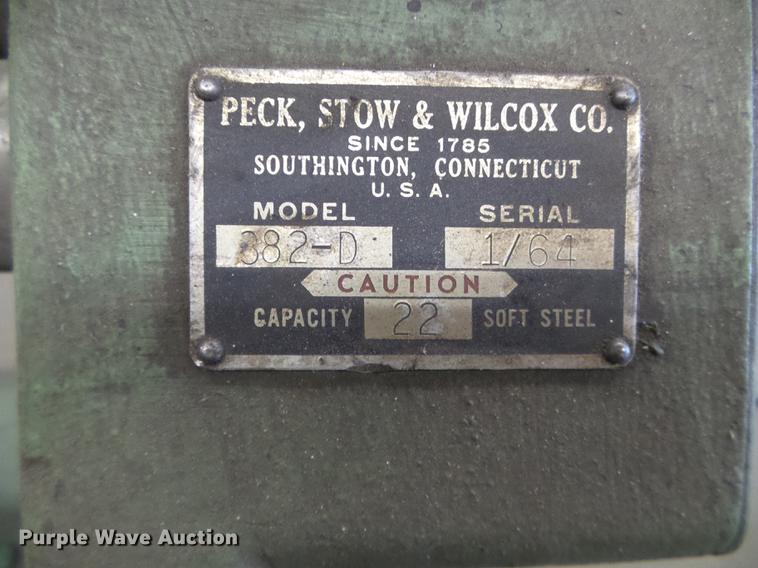 PECK, STOW & WILCOX CO.
SINCE 1785
SOUTHINGTON, CONNECTICUT
U. S. A.
MODEL SERIAL
382-D 1/64
CAUTION
CAPACITY 22 SOFT STEEL
Purple Wave Auction